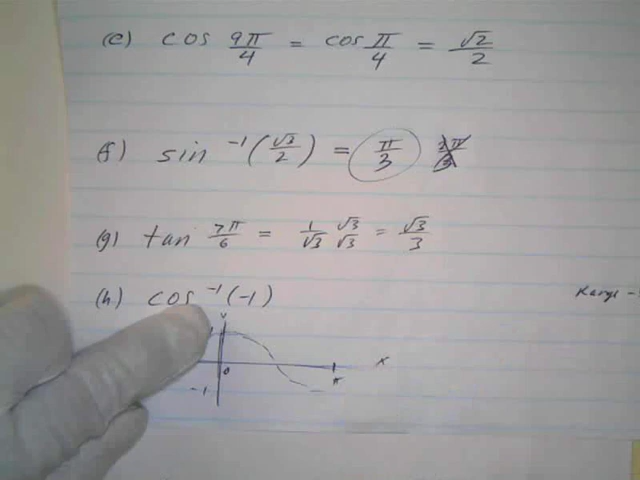 (e) cos 9π/4 = cos π/4 = √2/2
(f) sin⁻¹(√3/2) = π/3
(g) tan 7π/6 = 1/√3 √3/√3 = √3/3
(h) cos⁻¹(-1)
y
1
0
π
x
-1